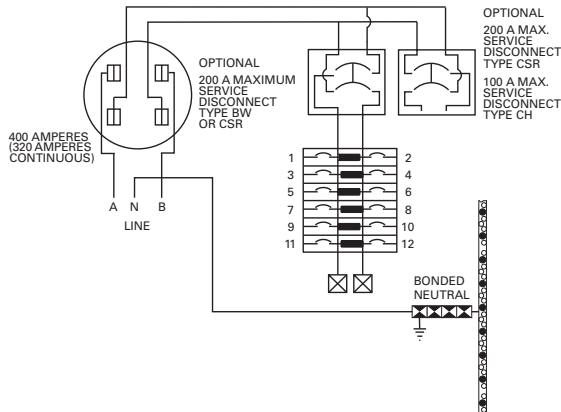 OPTIONAL
200 A MAX.
SERVICE
DISCONNECT
TYPE CSR
100 A MAX.
SERVICE
DISCONNECT
TYPE CH
OPTIONAL
200 A MAXIMUM
SERVICE
DISCONNECT
TYPE BW
OR CSR
400 AMPERES
(320 AMPERES
CONTINUOUS)
A N B
LINE
1 2
3 4
5 6
7 8
9 10
11 12
BONDED
NEUTRAL